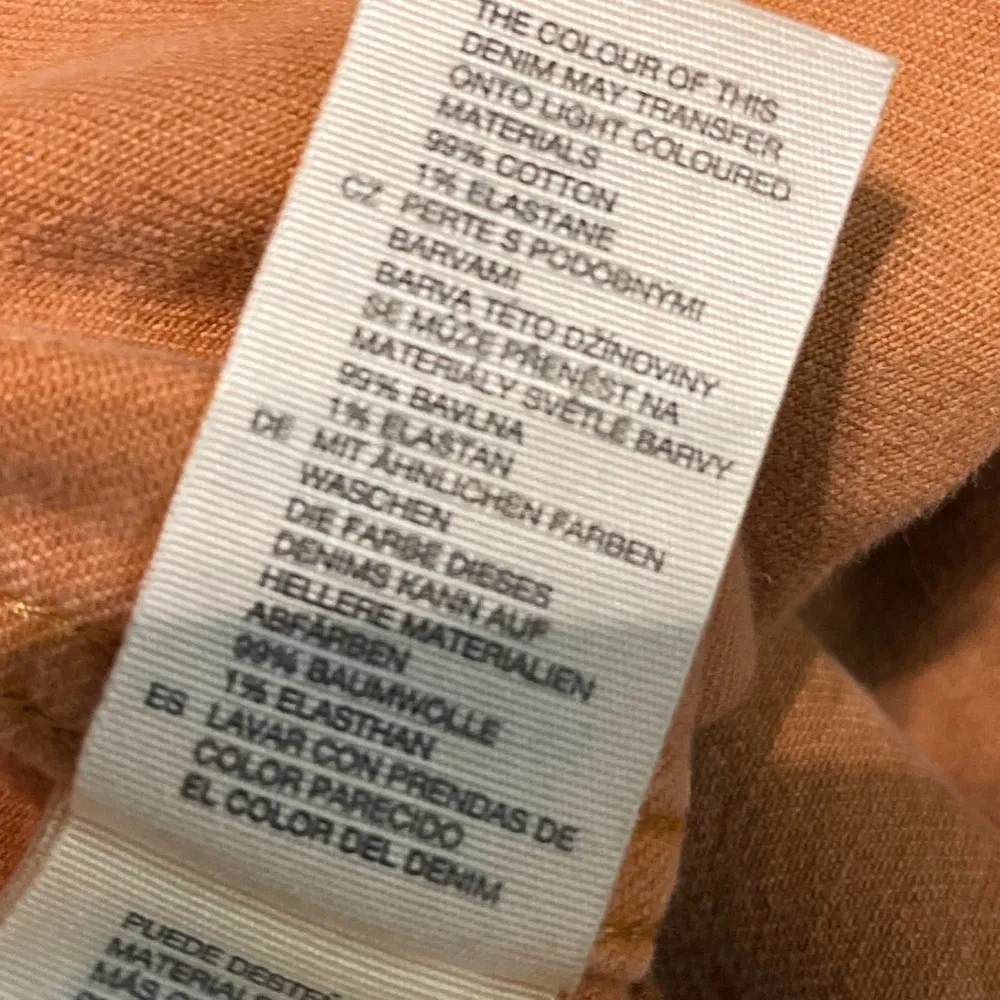 THE COLOUR OF THIS
DENIM MAY TRANSFER
ONTO LIGHT COLOURED
MATERIALS
99% COTTON
1% ELASTANE
CZ PERTE S PODOBNÝMI
BARVAMI
BARVA TÉTO DŽÍNOVINY
SE MŮŽE PŘENÉST NA
MATERIÁLY SVĚTLÉ BARVY
99% BAVLNA
1% ELASTAN
DE MIT ÄHNLICHEN FARBEN
WASCHEN
DIE FARBE DIESES
DENIMS KANN AUF
HELLERE MATERIALIEN
ABFÄRBEN
99% BAUMWOLLE
1% ELASTHAN
ES LAVAR CON PRENDAS DE
COLOR PARECIDO
EL COLOR DEL DENIM
PUEDE
MÁS